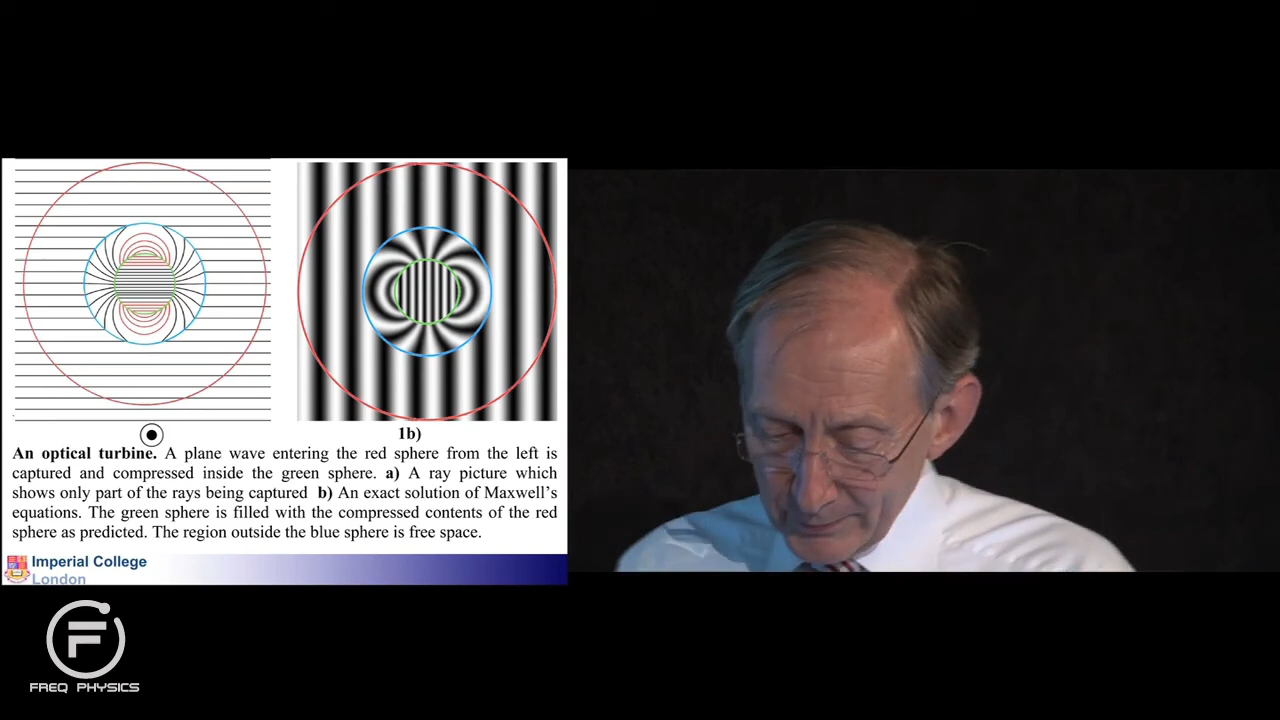 1b)
An optical turbine. A plane wave entering the red sphere from the left is
captured and compressed inside the green sphere. a) A ray picture which
shows only part of the rays being captured b) An exact solution of Maxwell's
equations. The green sphere is filled with the compressed contents of the red
sphere as predicted. The region outside the blue sphere is free space.
Imperial College
London
F
FREQ PHYSICS